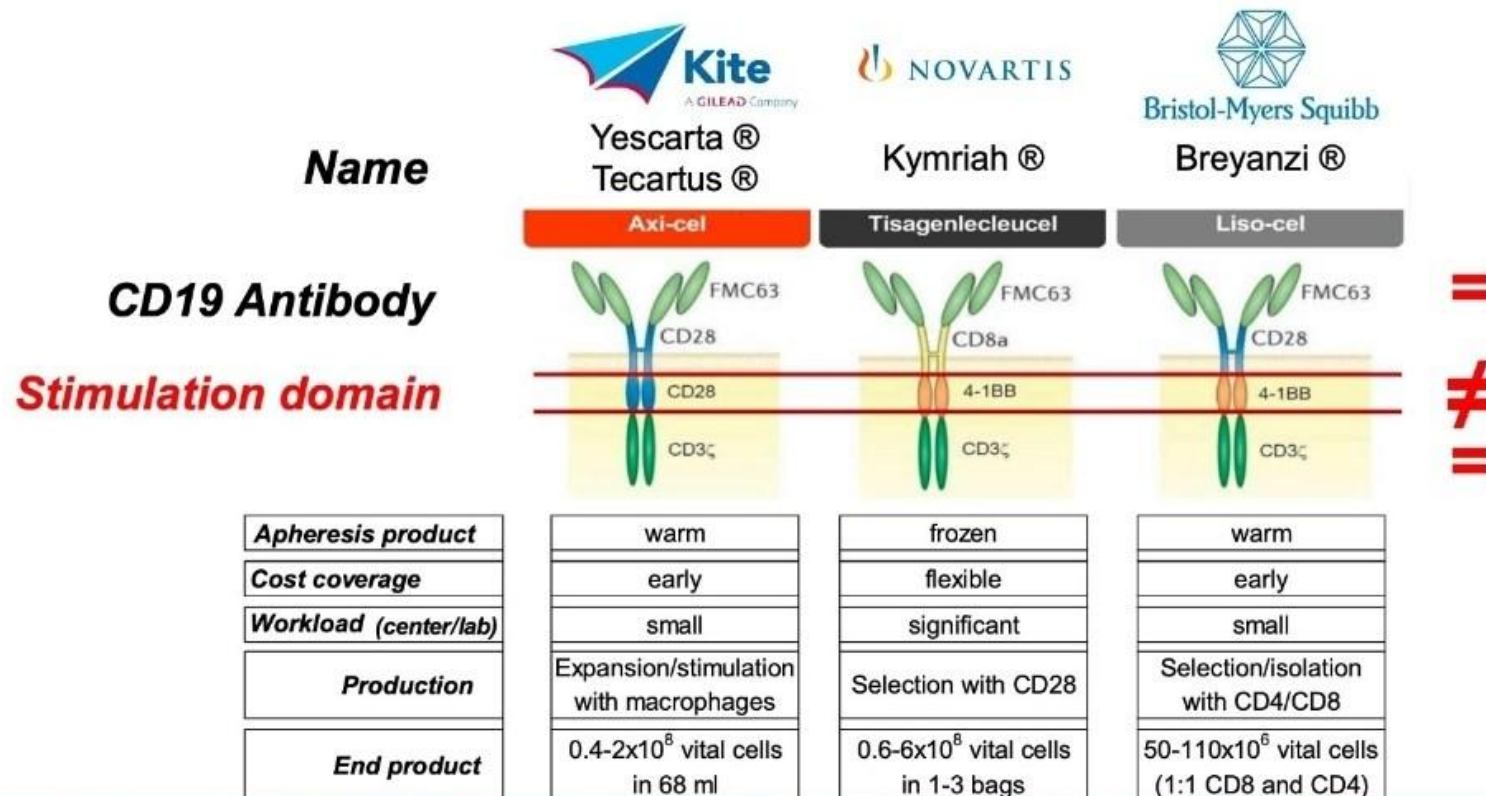 Kite
A GILEAD Company
NOVARTIS
Bristol-Myers Squibb
Name
Yescarta ®
Tecartus ®
Kymriah ®
Breyanzi ®
Axi-cel
Tisagenlecleucel
Liso-cel
CD19 Antibody
FMC63
FMC63
FMC63
=
CD28
CD8a
CD28
Stimulation domain
CD28
4-1BB
4-1BB
≠
CD3ζ
CD3ζ
CD3ζ
=
Apheresis product
warm
frozen
warm
Cost coverage
early
flexible
early
Workload (center/lab)
small
significant
small
Production
Expansion/stimulation
with macrophages
Selection with CD28
Selection/isolation
with CD4/CD8
End product
0.4-2x10⁸ vital cells
in 68 ml
0.6-6x10⁸ vital cells
in 1-3 bags
50-110x10⁶ vital cells
(1:1 CD8 and CD4)